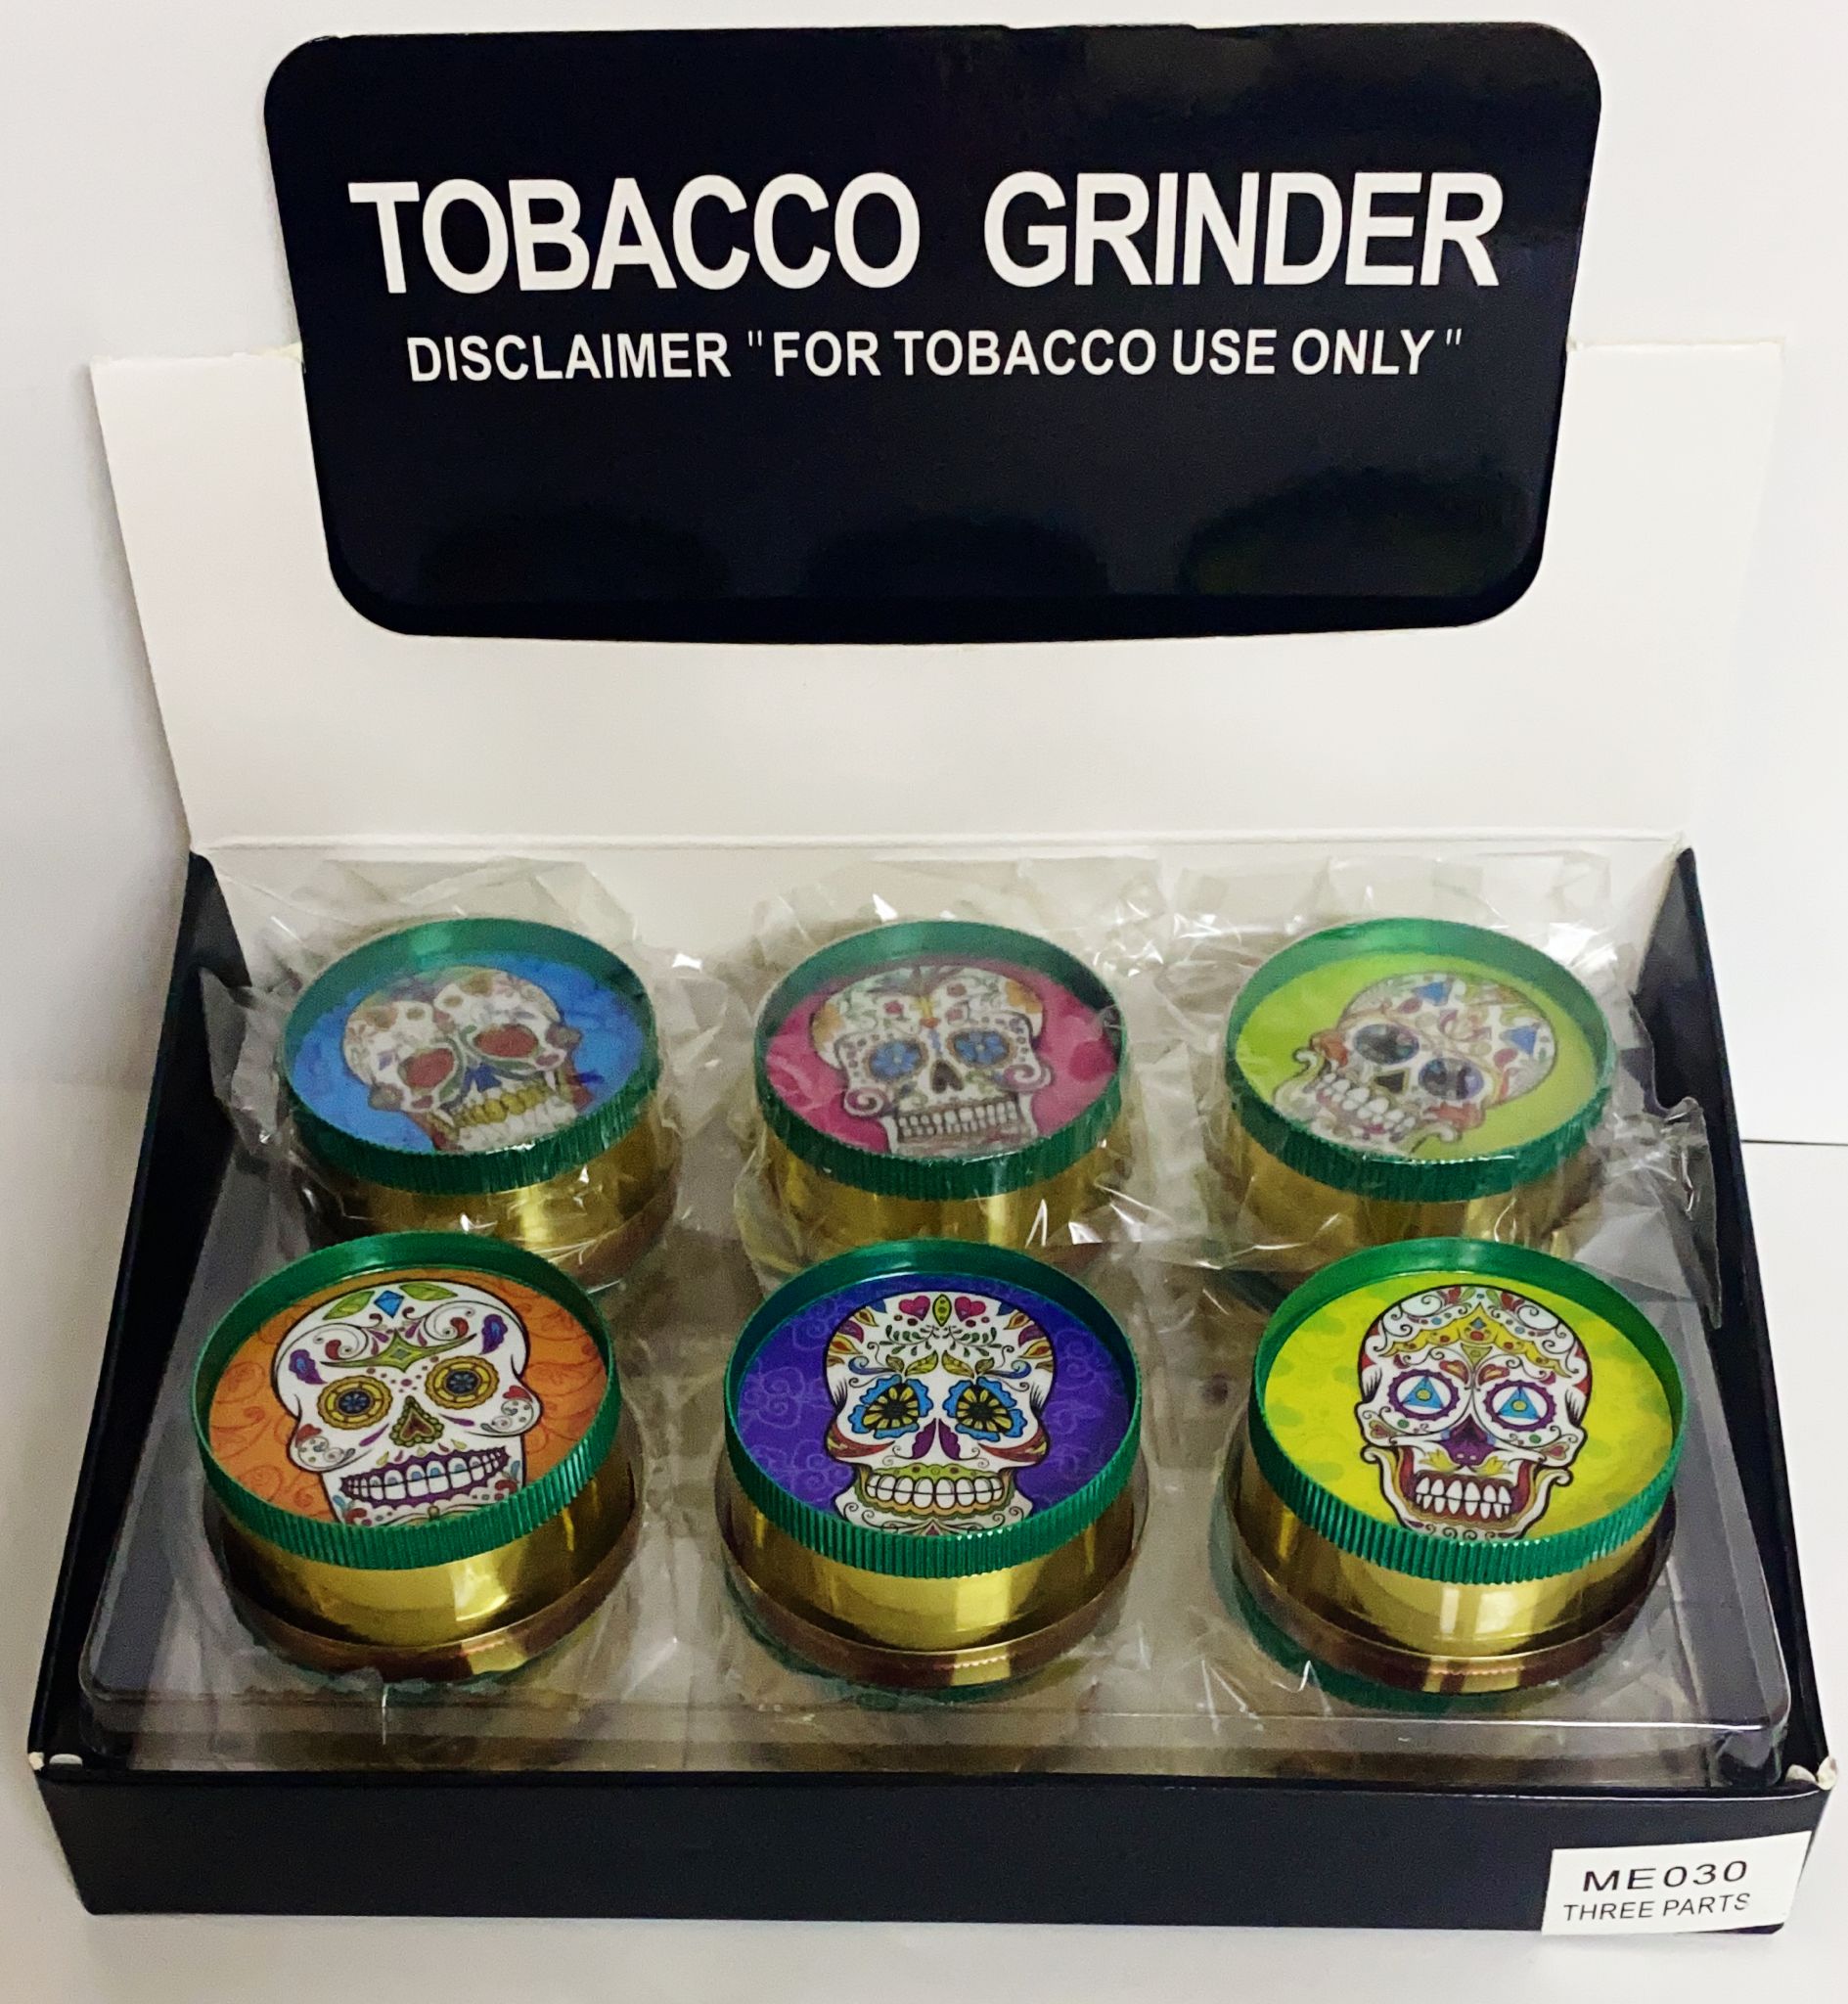 TOBACCO GRINDER
DISCLAIMER "FOR TOBACCO USE ONLY"
ME030
THREE PARTS